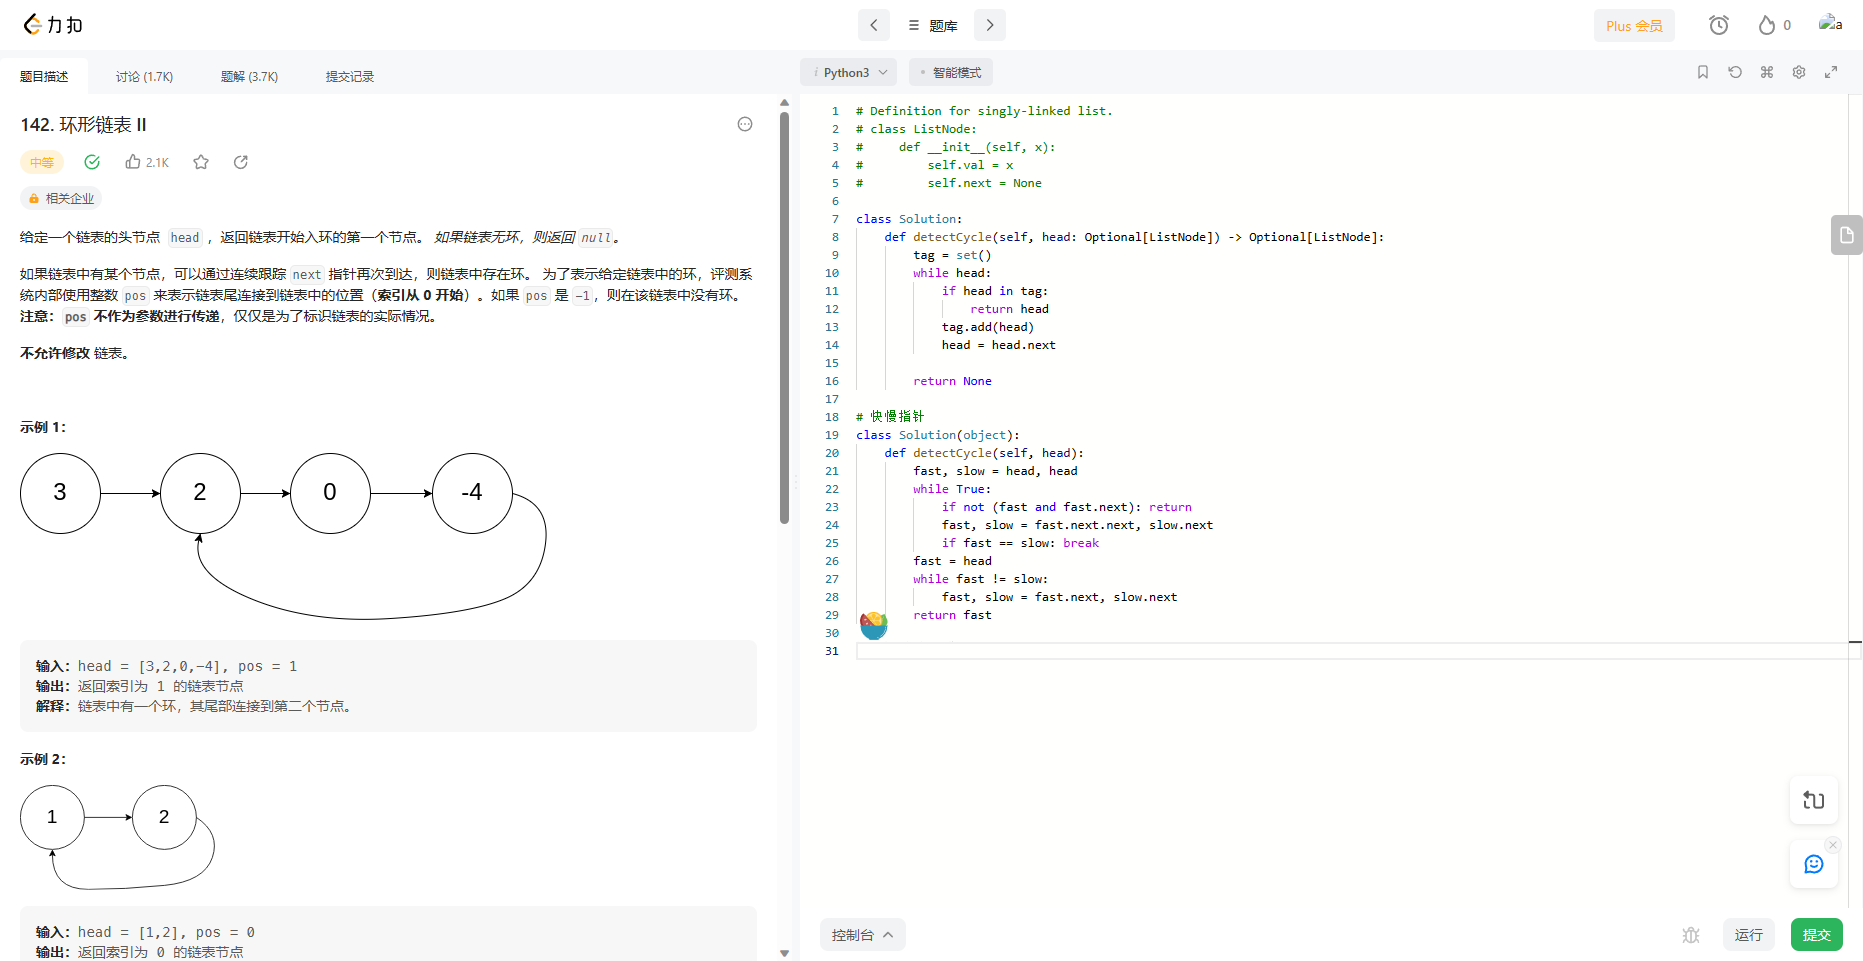 力扣
题库
Plus 会员
0
a
题目描述
讨论 (1.7K)
题解 (3.7K)
提交记录
142. 环形链表 II
中等
2.1K
相关企业
给定一个链表的头节点 head ，返回链表开始入环的第一个节点。 如果链表无环，则返回 null。
如果链表中有某个节点，可以通过连续跟踪 next 指针再次到达，则链表中存在环。 为了表示给定链表中的环，评测系
统内部使用整数 pos 来表示链表尾连接到链表中的位置（索引从 0 开始）。如果 pos 是 -1，则在该链表中没有环。
注意：pos 不作为参数进行传递，仅仅是为了标识链表的实际情况。
不允许修改 链表。
示例 1：
3
2
0
-4
输入：head = [3,2,0,-4], pos = 1
输出：返回索引为 1 的链表节点
解释：链表中有一个环，其尾部连接到第二个节点。
示例 2：
1
2
输入：head = [1,2], pos = 0
输出：返回索引为 0 的链表节点
i Python3
智能模式
1 # Definition for singly-linked list.
2 # class ListNode:
3 #     def __init__(self, x):
4 #         self.val = x
5 #         self.next = None
6
7 class Solution:
8     def detectCycle(self, head: Optional[ListNode]) -> Optional[ListNode]:
9         tag = set()
10         while head:
11             if head in tag:
12                 return head
13             tag.add(head)
14             head = head.next
15
16         return None
17
18 # 快慢指针
19 class Solution(object):
20     def detectCycle(self, head):
21         fast, slow = head, head
22         while True:
23             if not (fast and fast.next): return
24             fast, slow = fast.next.next, slow.next
25             if fast == slow: break
26         fast = head
27         while fast != slow:
28             fast, slow = fast.next, slow.next
29         return fast
30
31
控制台
运行
提交